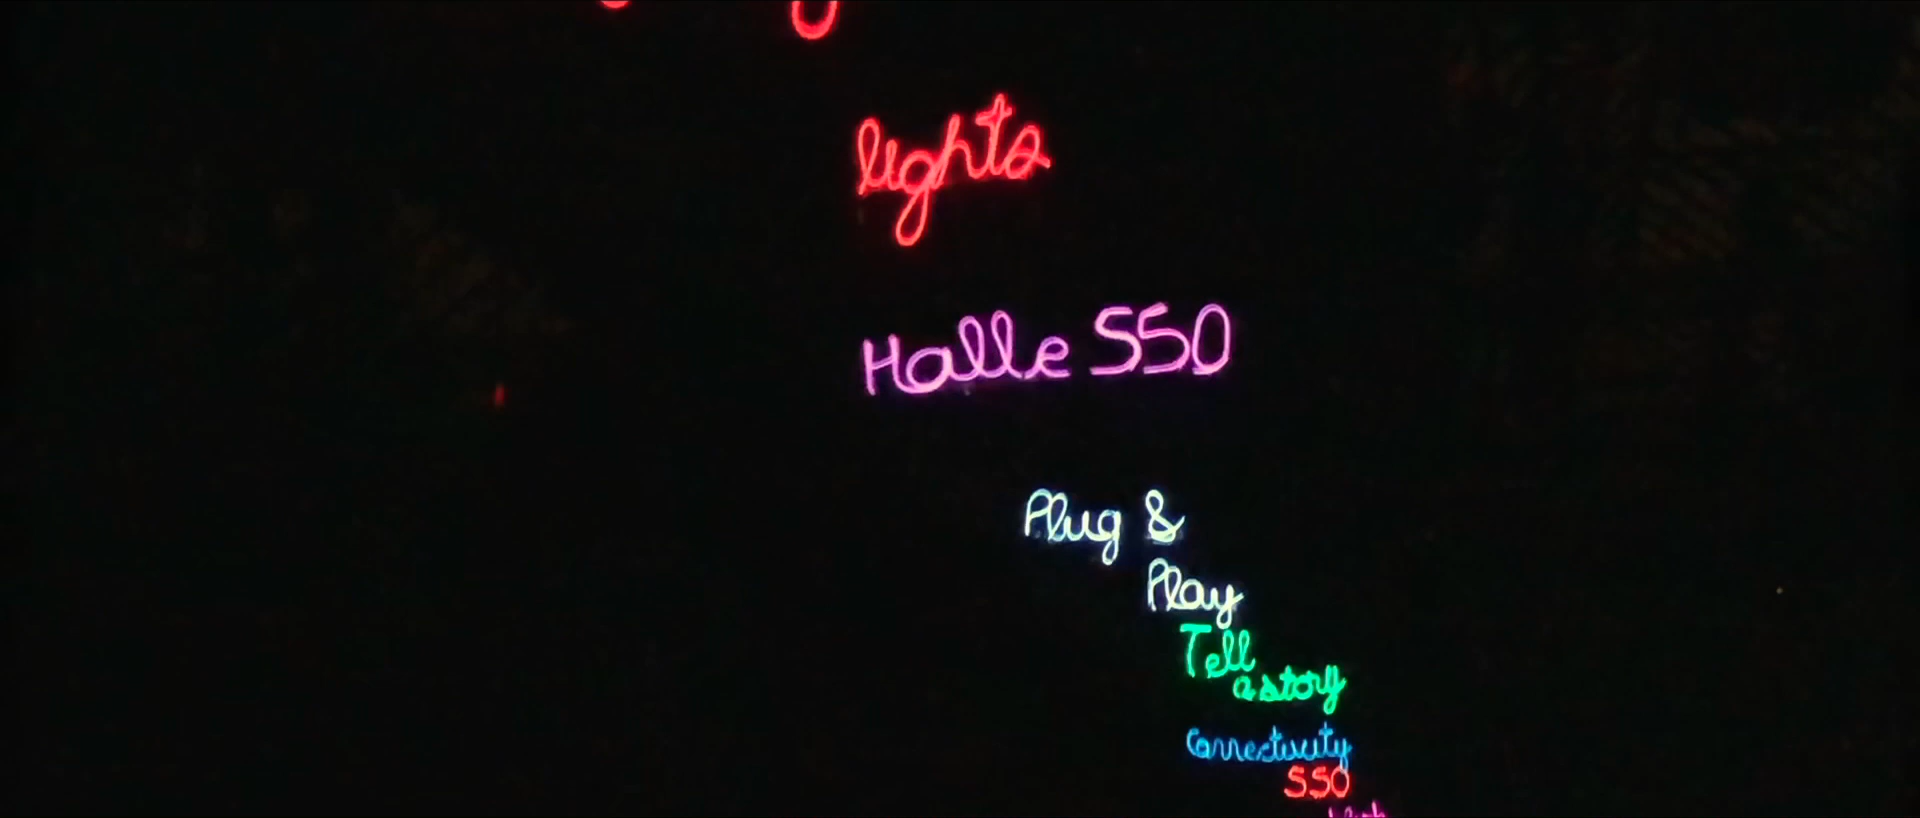 lights
Halle 550
Plug &
Play
Tell
a story
Connectivity
550